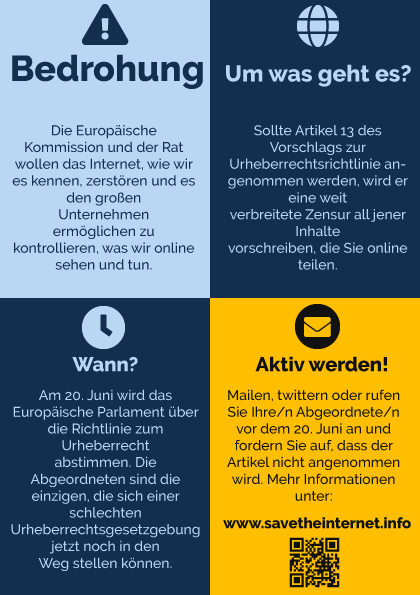 Bedrohung
Die Europäische
Kommission und der Rat
wollen das Internet, wie wir
es kennen, zerstören und es
den großen
Unternehmen
ermöglichen zu
kontrollieren, was wir online
sehen und tun.
Um was geht es?
Sollte Artikel 13 des
Vorschlags zur
Urheberrechtsrichtlinie an-
genommen werden, wird er
eine weit
verbreitete Zensur all jener
Inhalte
vorschreiben, die Sie online
teilen.
Wann?
Am 20. Juni wird das
Europäische Parlament über
die Richtlinie zum
Urheberrecht
abstimmen. Die
Abgeordneten sind die
einzigen, die sich einer
schlechten
Urheberrechtsgesetzgebung
jetzt noch in den
Weg stellen können.
Aktiv werden!
Mailen, twittern oder rufen
Sie Ihre/n Abgeordnete/n
vor dem 20. Juni an und
fordern Sie auf, dass der
Artikel nicht angenommen
wird. Mehr Informationen
unter:
www.savetheinternet.info